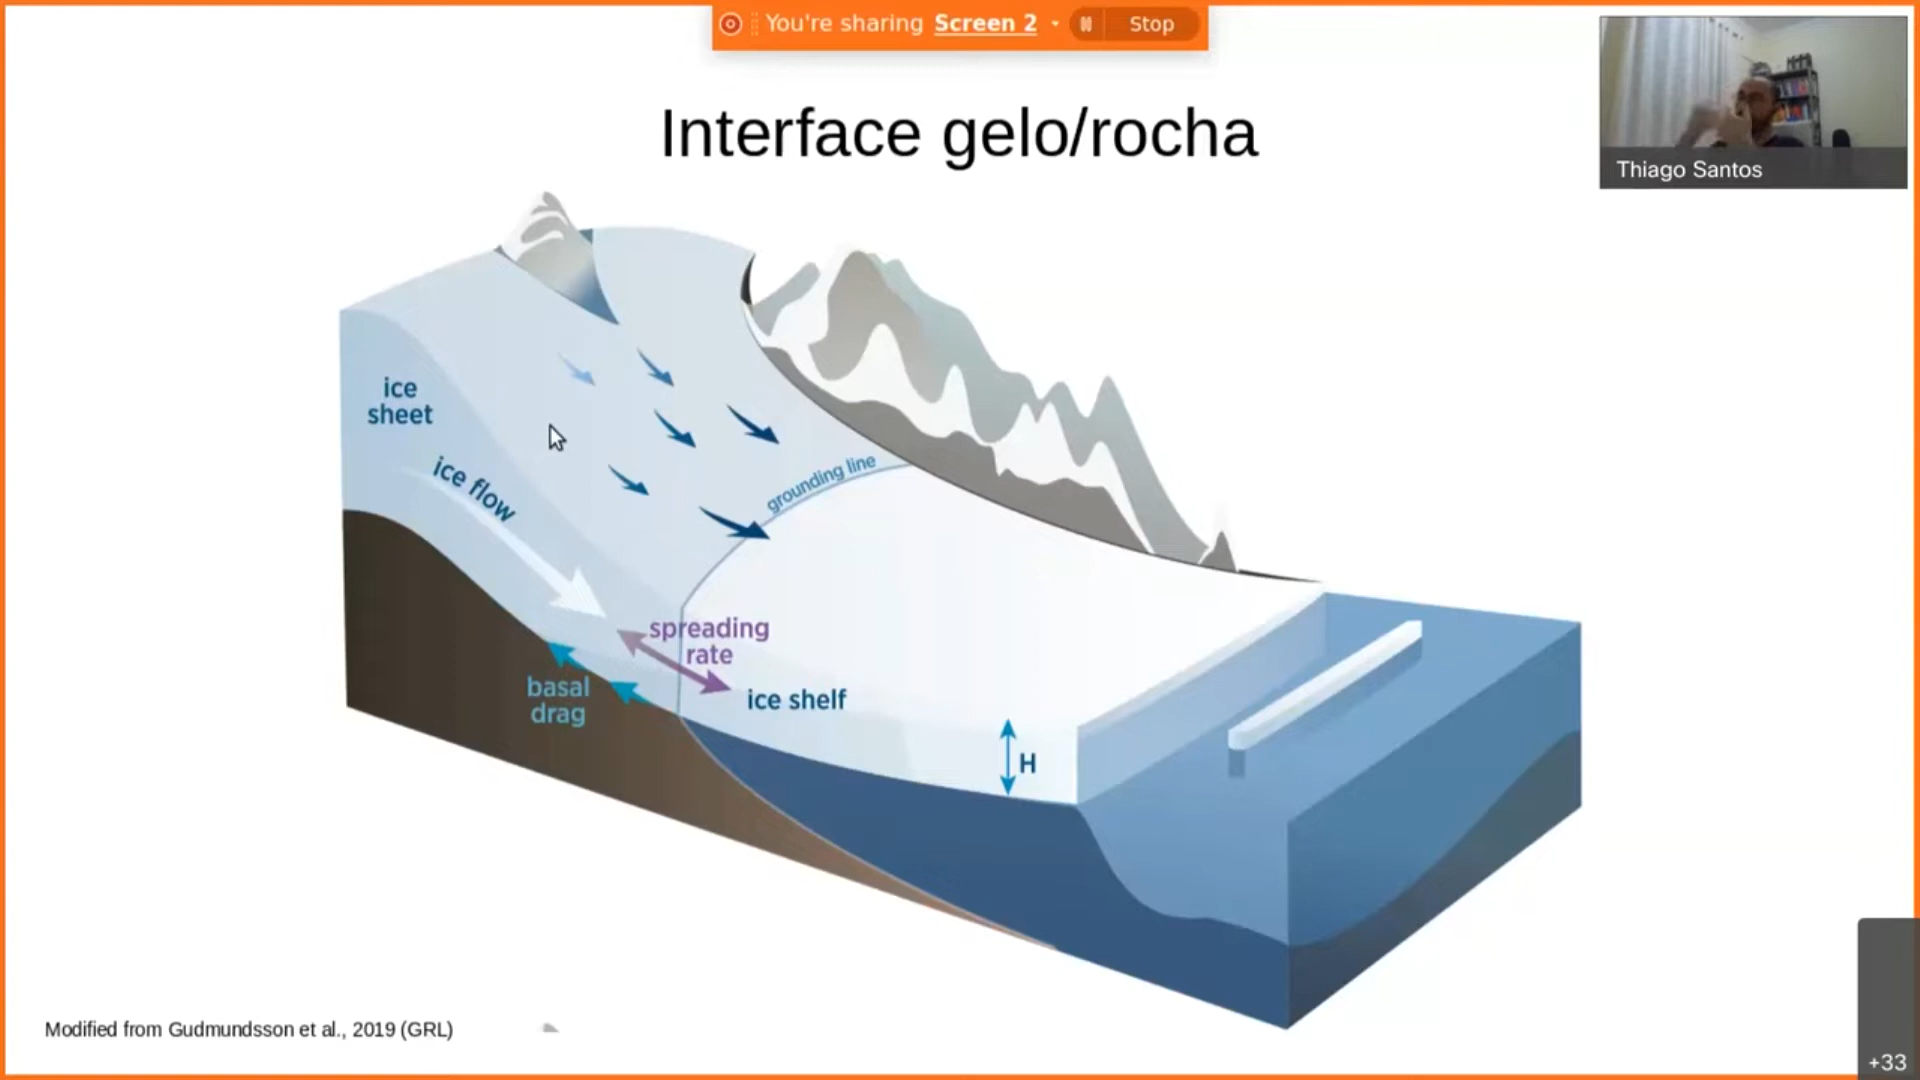 You're sharing Screen 2 Stop
Thiago Santos
Interface gelo/rocha
ice
sheet
ice flow
grounding line
spreading
rate
basal
drag
ice shelf
H
Modified from Gudmundsson et al., 2019 (GRL)
+33